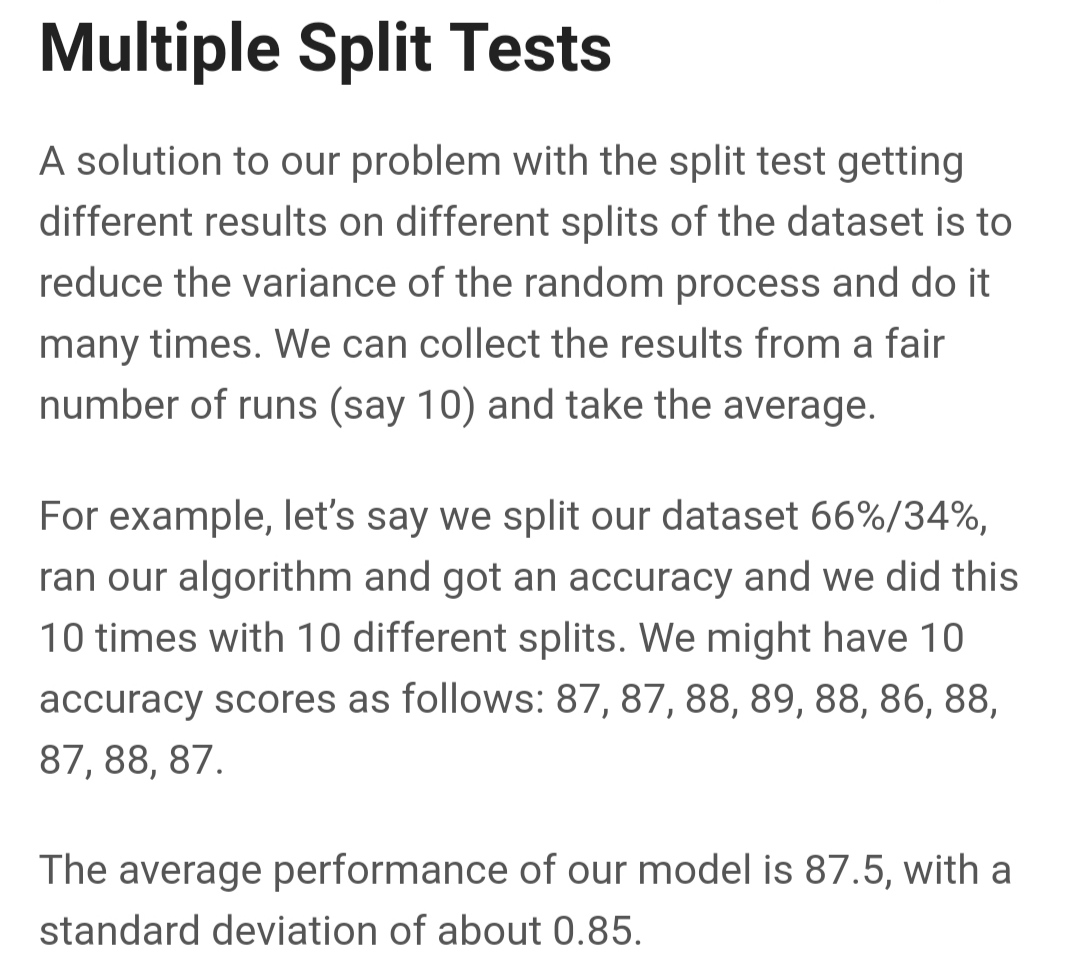 Multiple Split Tests
A solution to our problem with the split test getting
different results on different splits of the dataset is to
reduce the variance of the random process and do it
many times. We can collect the results from a fair
number of runs (say 10) and take the average.
For example, let’s say we split our dataset 66%/34%,
ran our algorithm and got an accuracy and we did this
10 times with 10 different splits. We might have 10
accuracy scores as follows: 87, 87, 88, 89, 88, 86, 88,
87, 88, 87.
The average performance of our model is 87.5, with a
standard deviation of about 0.85.